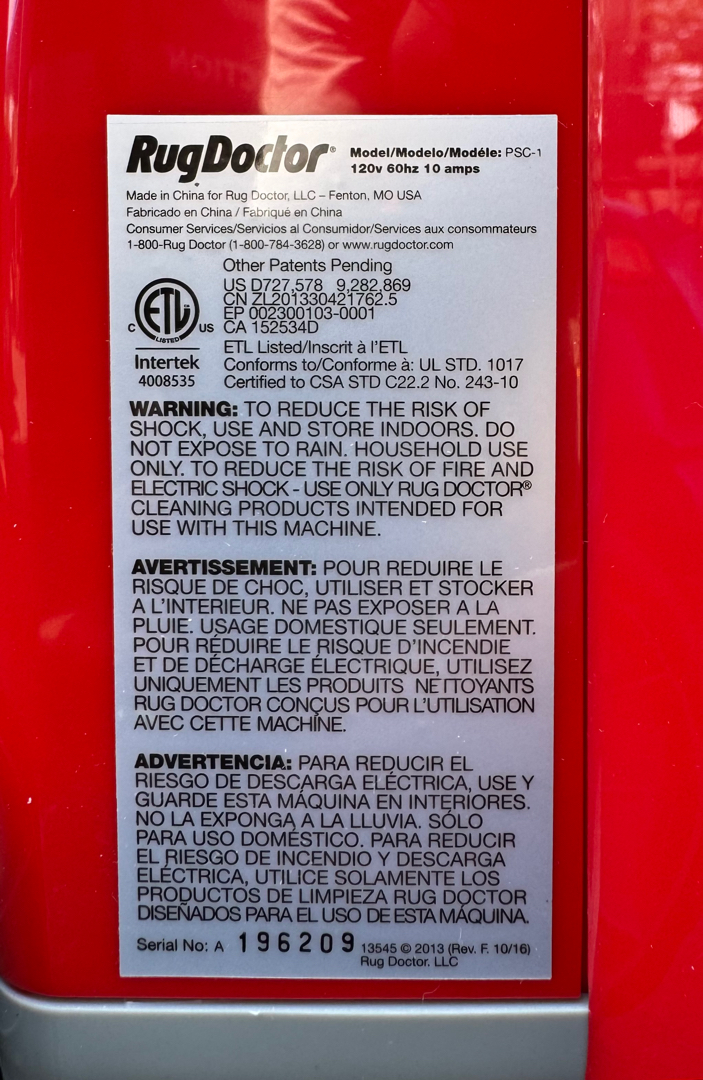 RugDoctor®
Model/Modelo/Modéle: PSC-1
120v 60hz 10 amps
Made in China for Rug Doctor, LLC – Fenton, MO USA
Fabricado en China / Fabriqué en China
Consumer Services/Servicios al Consumidor/Services aux consommateurs
1-800-Rug Doctor (1-800-784-3628) or www.rugdoctor.com
Other Patents Pending
US D727,578 9,282,869
CN ZL201330421762.5
EP 002300103-0001
CA 152534D
C ETL US
LISTED
Intertek
4008535
ETL Listed/Inscrit à l'ETL
Conforms to/Conforme à: UL STD. 1017
Certified to CSA STD C22.2 No. 243-10
WARNING: TO REDUCE THE RISK OF
SHOCK, USE AND STORE INDOORS. DO
NOT EXPOSE TO RAIN. HOUSEHOLD USE
ONLY. TO REDUCE THE RISK OF FIRE AND
ELECTRIC SHOCK - USE ONLY RUG DOCTOR®
CLEANING PRODUCTS INTENDED FOR
USE WITH THIS MACHINE.
AVERTISSEMENT: POUR REDUIRE LE
RISQUE DE CHOC, UTILISER ET STOCKER
A L'INTERIEUR. NE PAS EXPOSER A LA
PLUIE. USAGE DOMESTIQUE SEULEMENT.
POUR RÉDUIRE LE RISQUE D'INCENDIE
ET DE DÉCHARGE ÉLECTRIQUE, UTILISEZ
UNIQUEMENT LES PRODUITS NETTOYANTS
RUG DOCTOR CONÇUS POUR L'UTILISATION
AVEC CETTE MACHINE.
ADVERTENCIA: PARA REDUCIR EL
RIESGO DE DESCARGA ELÉCTRICA, USE Y
GUARDE ESTA MÁQUINA EN INTERIORES.
NO LA EXPONGA A LA LLUVIA. SÓLO
PARA USO DOMÉSTICO. PARA REDUCIR
EL RIESGO DE INCENDIO Y DESCARGA
ELÉCTRICA, UTILICE SOLAMENTE LOS
PRODUCTOS DE LIMPIEZA RUG DOCTOR
DISEÑADOS PARA EL USO DE ESTA MÁQUINA.
Serial No: A 196209
13545 © 2013 (Rev. F. 10/16)
Rug Doctor. LLC